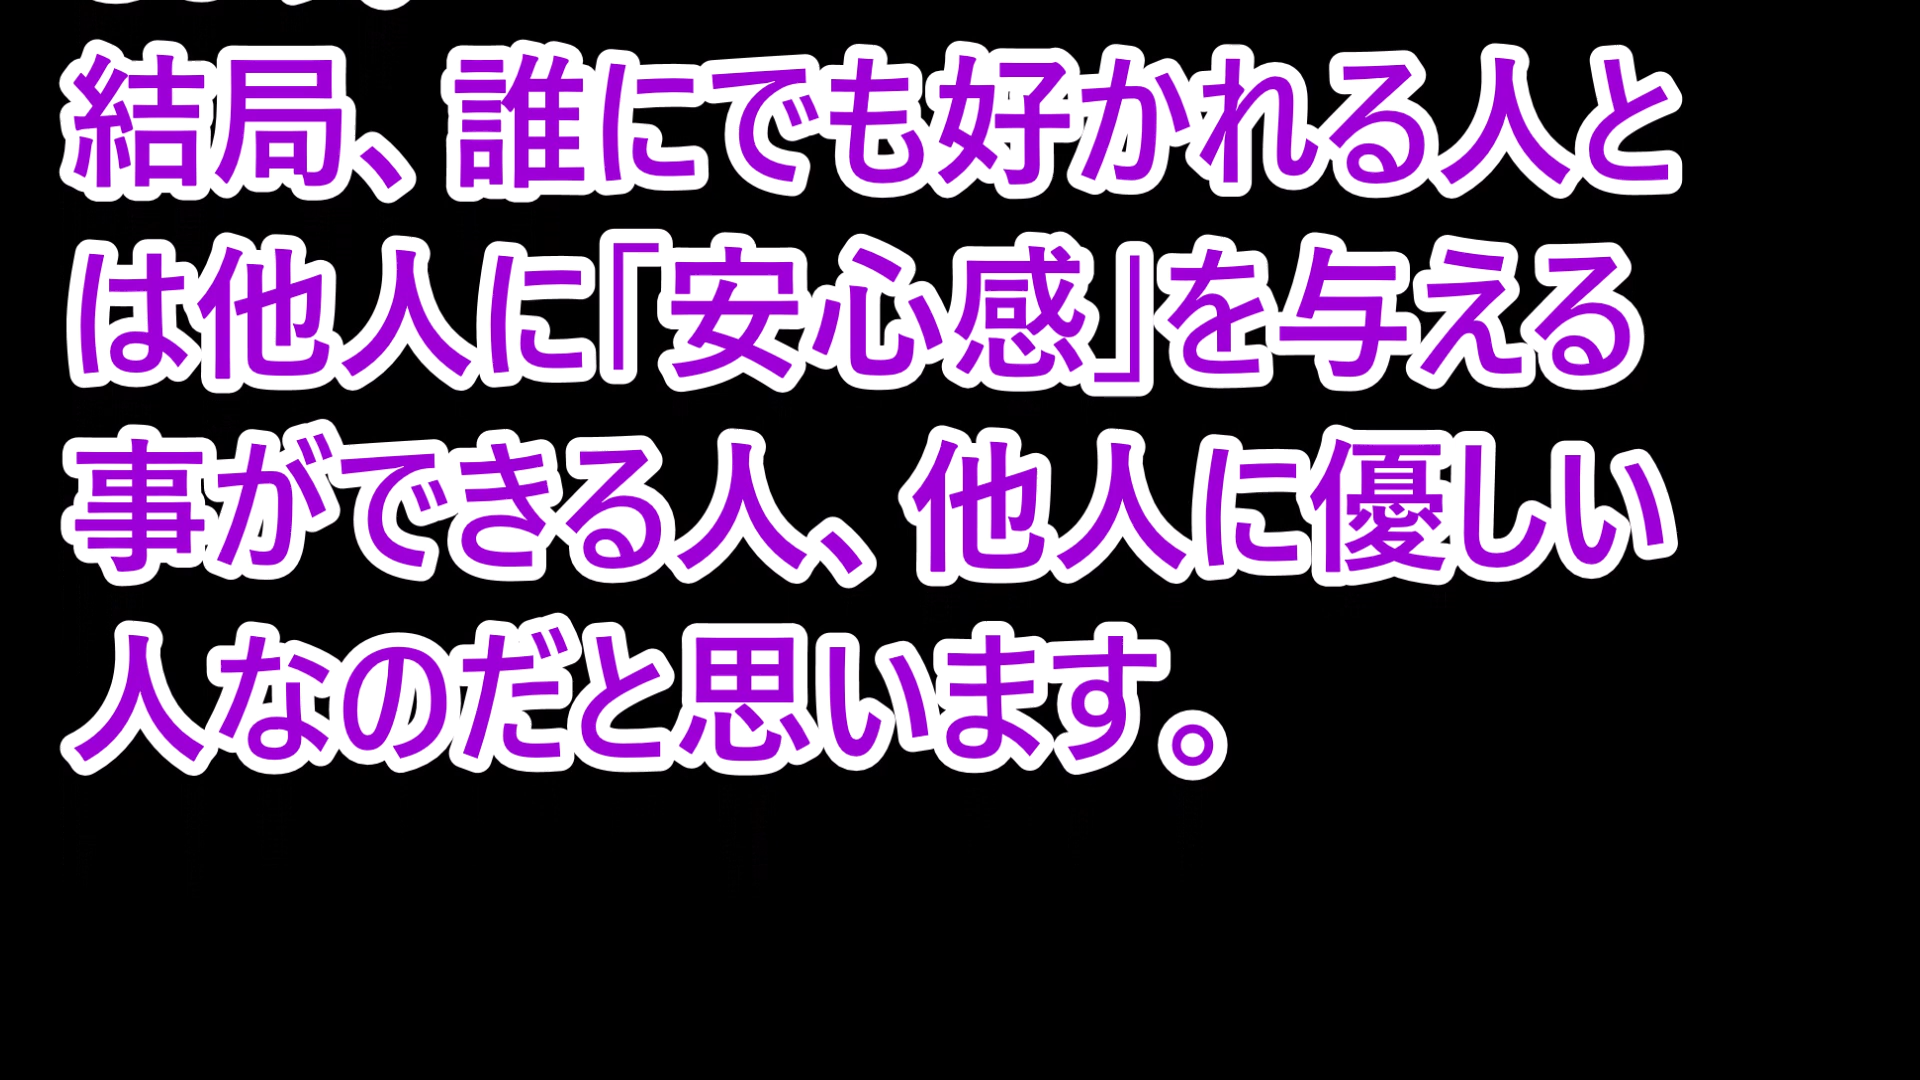 結局、誰にでも好かれる人と
は他人に「安心感」を与える
事ができる人、他人に優しい
人なのだと思います。